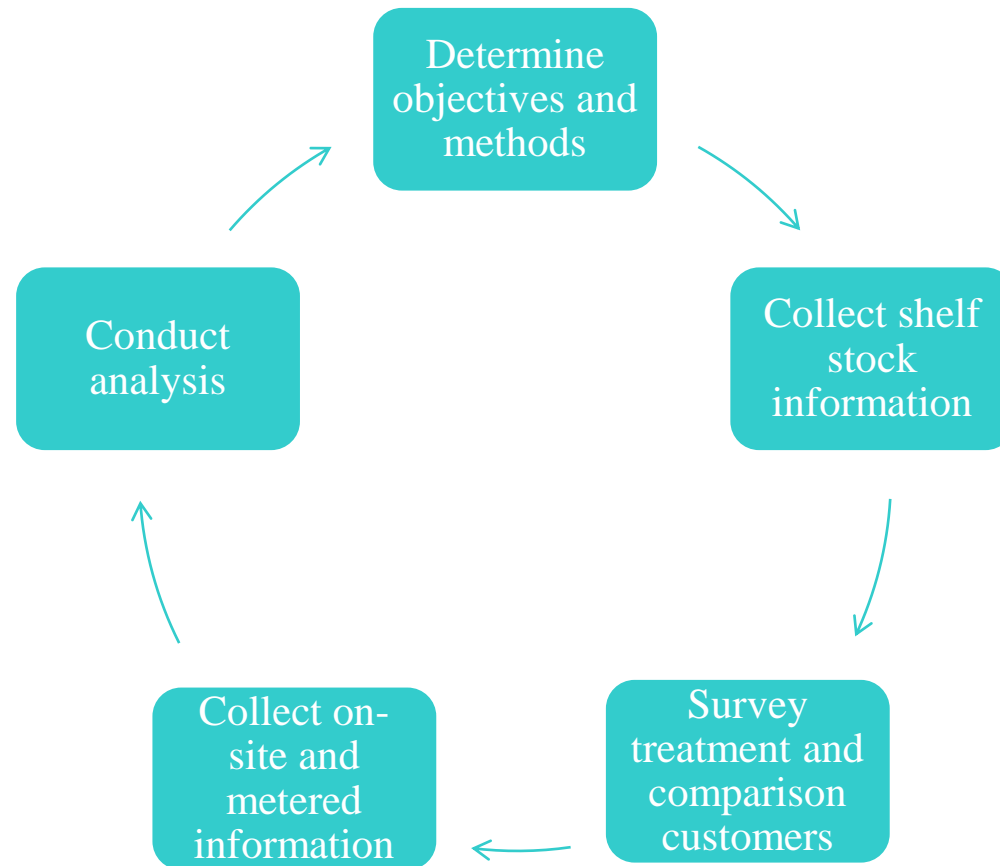 Determine
objectives and
methods
Collect shelf
stock
information
Survey
treatment and
comparison
customers
Collect on-
site and
metered
information
Conduct
analysis